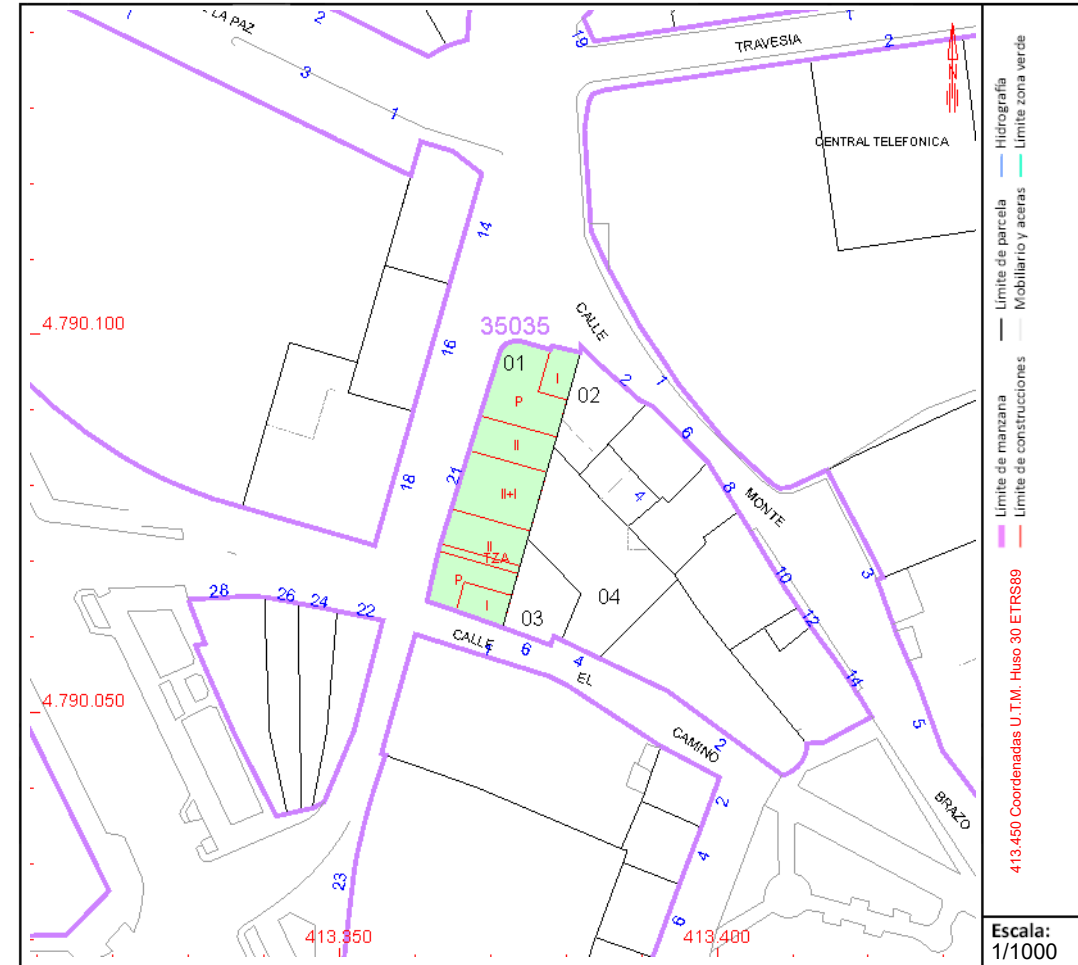 LA PAZ
1
2
3
1
19
TRAVESIA
1
2
N
CENTRAL TELEFONICA
14
16
18
4.790.100
35035
CALLE
01
I
P
02
2
1
II
6
21
II+I
4
8
MONTE
II
TZA
P
I
03
04
10
12
3
14
5
28
26
24
22
CALLE
1
6
4
EL
4.790.050
CAMINO
2
2
4
6
BRAZO
23
413.350
413.400
Límite de manzana
Límite de parcela
Hidrografía
Límite de construcciones
Mobiliario y aceras
Límite zona verde
413.450 Coordenadas U.T.M. Huso 30 ETRS89
Escala:
1/1000